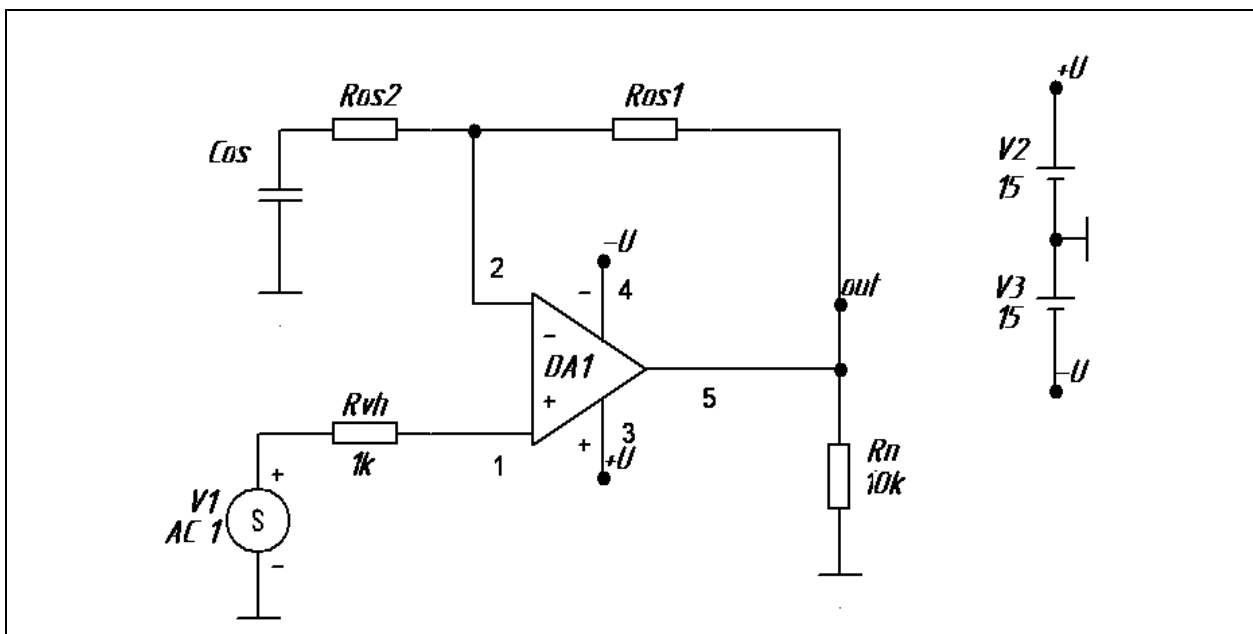 Ros2
Ros1
Cos
+U
V2
15
-U
2
- 4
out
V3
15
-
DA1
+
5
Rvh
1k
1
3
+
+U
-U
Rn
10k
+
V1
AC 1
S
-